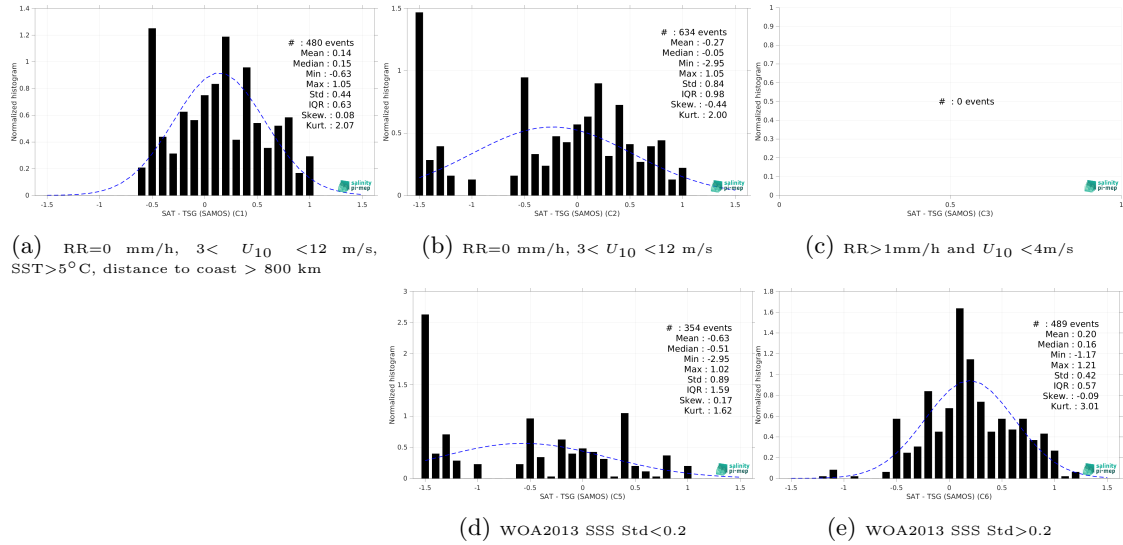 1.4
1.2
1
0.8
0.6
0.4
0.2
0
Normalized histogram
# : 480 events
Mean : 0.14
Median : 0.15
Min : -0.63
Max : 1.05
Std : 0.44
IQR : 0.63
Skew. : 0.08
Kurt. : 2.07
salinity
pi-mep
-1.5 -1 -0.5 0 0.5 1 1.5
SAT - TSG (SAMOS) (C1)
(a) RR=0 mm/h, 3< U10 <12 m/s,
SST>5°C, distance to coast > 800 km
1.5
1
0.5
0
Normalized histogram
# : 634 events
Mean : -0.27
Median : -0.05
Min : -2.95
Max : 1.05
Std : 0.84
IQR : 0.98
Skew. : -0.44
Kurt. : 2.00
salinity
pi-mep
-1.5 -1 -0.5 0 0.5 1 1.5
SAT - TSG (SAMOS) (C2)
(b) RR=0 mm/h, 3< U10 <12 m/s
1
0.9
0.8
0.7
0.6
0.5
0.4
0.3
0.2
0.1
0
Normalized histogram
# : 0 events
salinity
pi-mep
0 0.5 1
SAT - TSG (SAMOS) (C3)
(c) RR>1mm/h and U10 <4m/s
3
2.5
2
1.5
1
0.5
0
Normalized histogram
# : 354 events
Mean : -0.63
Median : -0.51
Min : -2.95
Max : 1.02
Std : 0.89
IQR : 1.59
Skew. : 0.17
Kurt. : 1.62
salinity
pi-mep
-1.5 -1 -0.5 0 0.5 1 1.5
SAT - TSG (SAMOS) (C5)
(d) WOA2013 SSS Std<0.2
1.8
1.6
1.4
1.2
1
0.8
0.6
0.4
0.2
0
Normalized histogram
# : 489 events
Mean : 0.20
Median : 0.16
Min : -1.17
Max : 1.21
Std : 0.42
IQR : 0.57
Skew. : -0.09
Kurt. : 3.01
salinity
pi-mep
-1.5 -1 -0.5 0 0.5 1 1.5
SAT - TSG (SAMOS) (C6)
(e) WOA2013 SSS Std>0.2